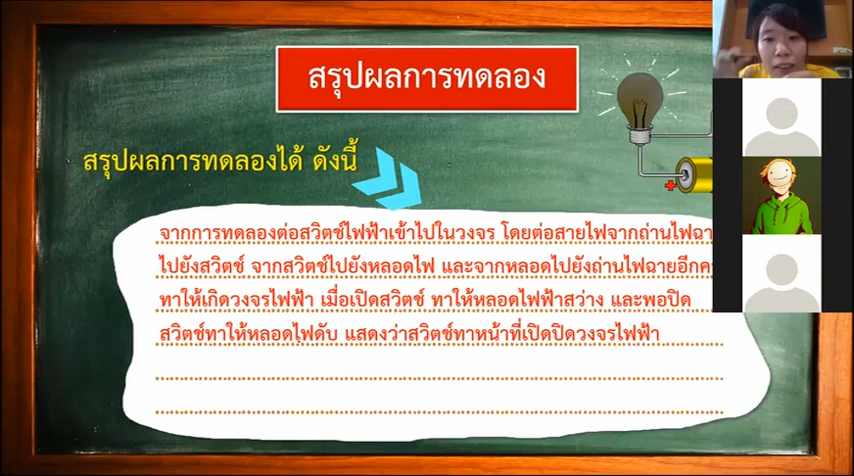 สรุปผลการทดลอง
สรุปผลการทดลองได้ ดังนี้
จากการทดลองต่อสวิตช์ไฟฟ้าเข้าไปในวงจร โดยต่อสายไฟจากถ่านไฟฉา
ไปยังสวิตช์ จากสวิตช์ไปยังหลอดไฟ และจากหลอดไปยังถ่านไฟฉายอีกค
ทาให้เกิดวงจรไฟฟ้า เมื่อเปิดสวิตช์ ทาให้หลอดไฟฟ้าสว่าง และพอปิด
สวิตช์ทาให้หลอดไฟดับ แสดงว่าสวิตช์ทาหน้าที่เปิดปิดวงจรไฟฟ้า